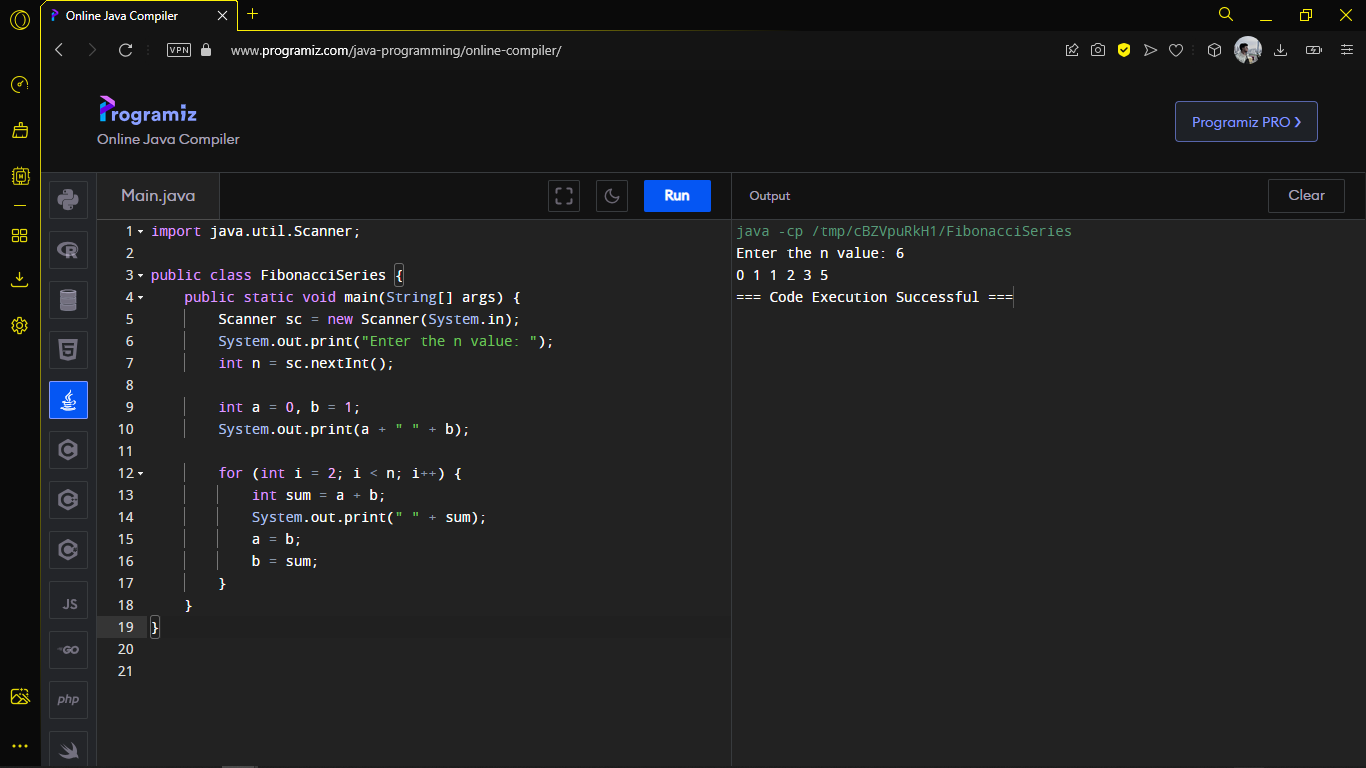 Online Java Compiler
VPN
www.programiz.com/java-programming/online-compiler/
Programiz
Online Java Compiler
Programiz PRO ❯
Main.java
Run
Output
Clear
1 import java.util.Scanner;
2
3 public class FibonacciSeries {
4     public static void main(String[] args) {
5         Scanner sc = new Scanner(System.in);
6         System.out.print("Enter the n value: ");
7         int n = sc.nextInt();
8
9         int a = 0, b = 1;
10         System.out.print(a + " " + b);
11
12         for (int i = 2; i < n; i++) {
13             int sum = a + b;
14             System.out.print(" " + sum);
15             a = b;
16             b = sum;
17         }
18     }
19 }
20
21
java -cp /tmp/cBZVpuRkH1/FibonacciSeries
Enter the n value: 6
0 1 1 2 3 5
=== Code Execution Successful ===
JS
GO
php